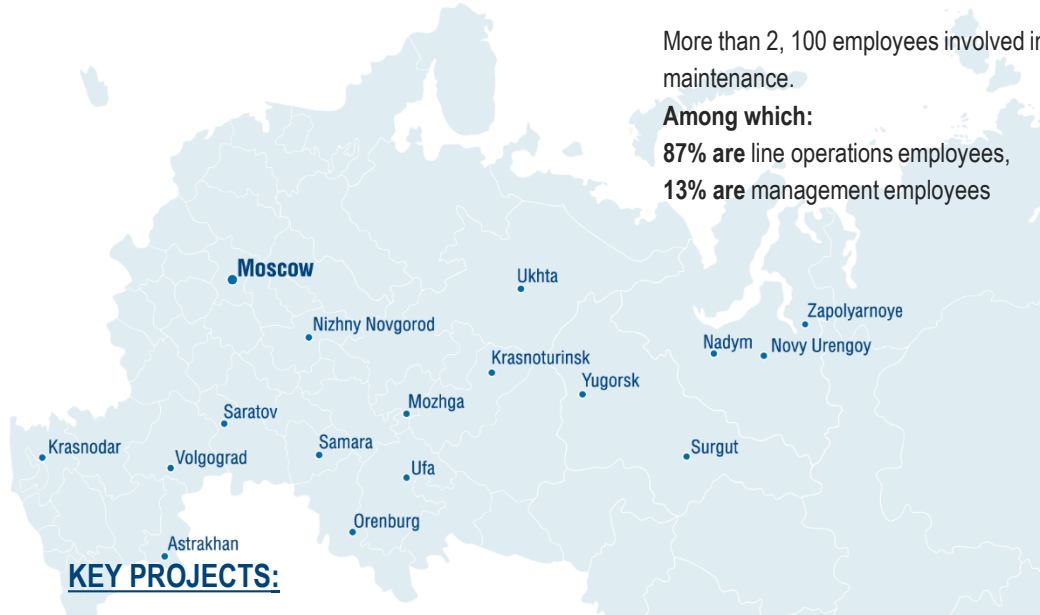 More than 2, 100 employees involved in
maintenance.
Among which:
87% are line operations employees,
13% are management employees
Moscow
Ukhta
Zapolyarnoye
Nizhny Novgorod
Nadym
Novy Urengoy
Krasnoturinsk
Yugorsk
Mozhga
Saratov
Krasnodar
Samara
Surgut
Volgograd
Ufa
Orenburg
Astrakhan
KEY PROJECTS: